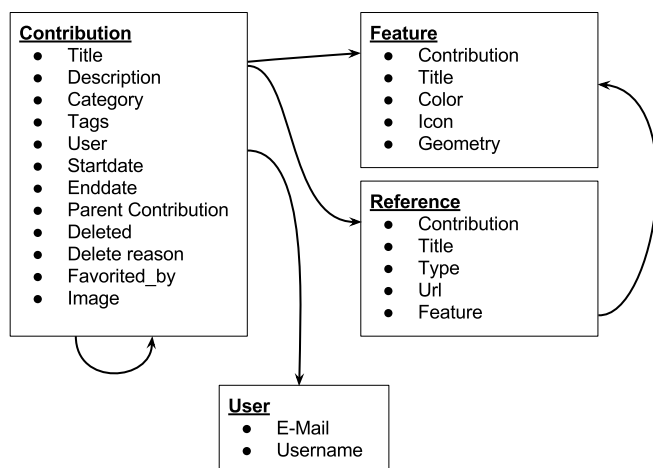 Contribution
● Title
● Description
● Category
● Tags
● User
● Startdate
● Enddate
● Parent Contribution
● Deleted
● Delete reason
● Favorited_by
● Image
Feature
● Contribution
● Title
● Color
● Icon
● Geometry
Reference
● Contribution
● Title
● Type
● Url
● Feature
User
● E-Mail
● Username